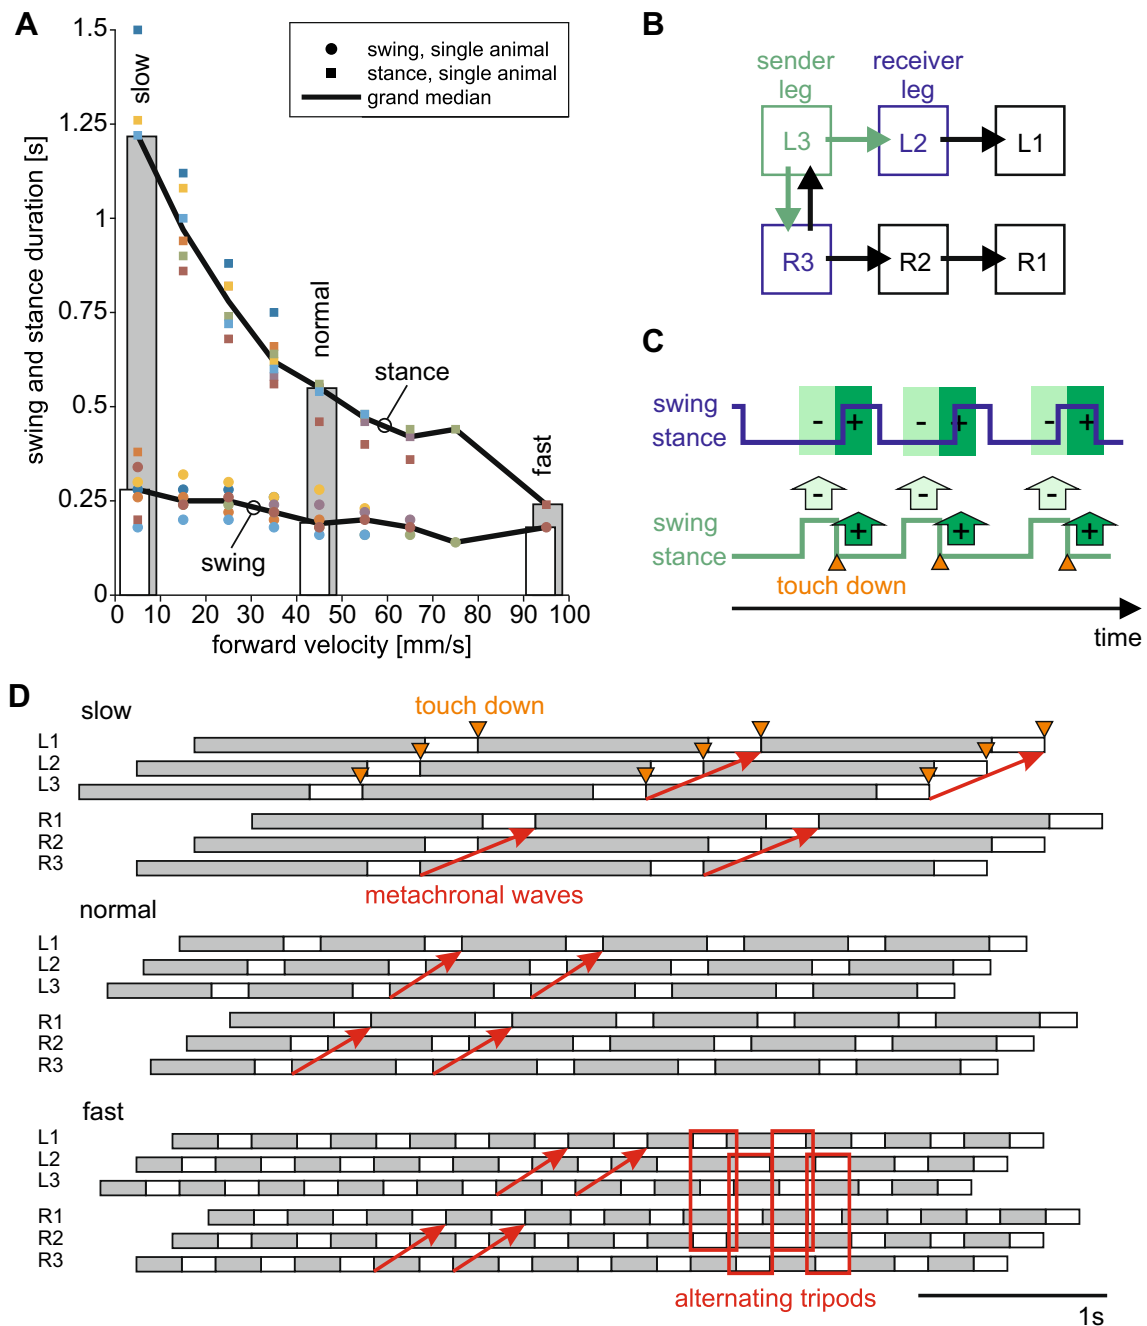 A
swing and stance duration [s]
1.5
1.25
1
0.75
0.5
0.25
0
slow
normal
fast
swing, single animal
stance, single animal
grand median
stance
swing
0 10 20 30 40 50 60 70 80 90 100
forward velocity [mm/s]
B
sender leg
receiver leg
L3 L2 L1
R3 R2 R1
C
swing
stance
- + - + - +
- - -
swing
stance
+ + +
touch down
time
D
slow
touch down
L1
L2
L3
R1
R2
R3
metachronal waves
normal
L1
L2
L3
R1
R2
R3
fast
L1
L2
L3
R1
R2
R3
alternating tripods
1s